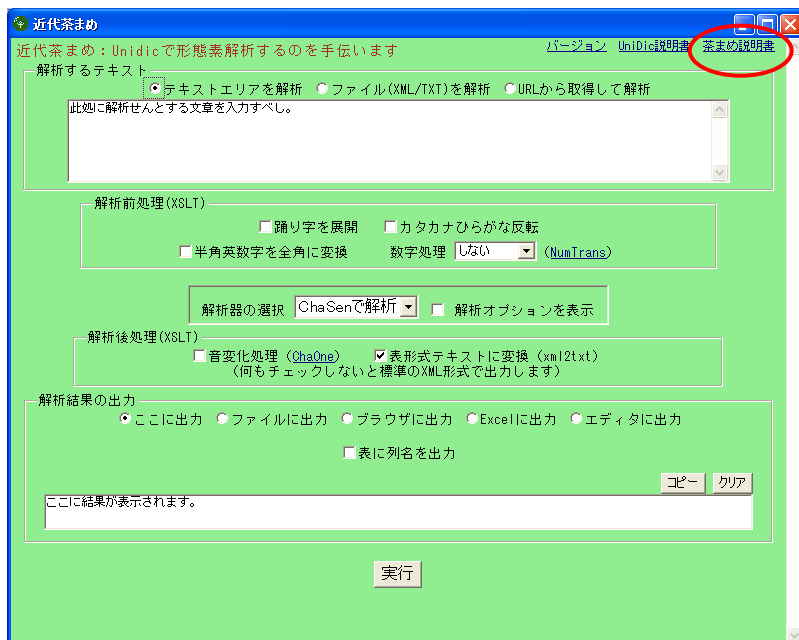 近代茶まめ
近代茶まめ：Unidicで形態素解析するのを手伝います バージョン UniDic説明書 茶まめ説明書
解析するテキスト
テキストエリアを解析 ファイル(XML/TXT)を解析 URLから取得して解析
此処に解析せんとする文章を入力すべし。
解析前処理(XSLT)
踊り字を展開 カタカナひらがな反転
半角英数字を全角に変換 数字処理 しない (NumTrans)
解析器の選択 ChaSenで解析 解析オプションを表示
解析後処理(XSLT)
音変化処理 (ChaOne) 表形式テキストに変換 (xml2txt)
(何もチェックしないと標準のXML形式で出力します)
解析結果の出力
ここに出力 ファイルに出力 ブラウザに出力 Excelに出力 エディタに出力
表に列名を出力
コピー クリア
ここに結果が表示されます。
実行